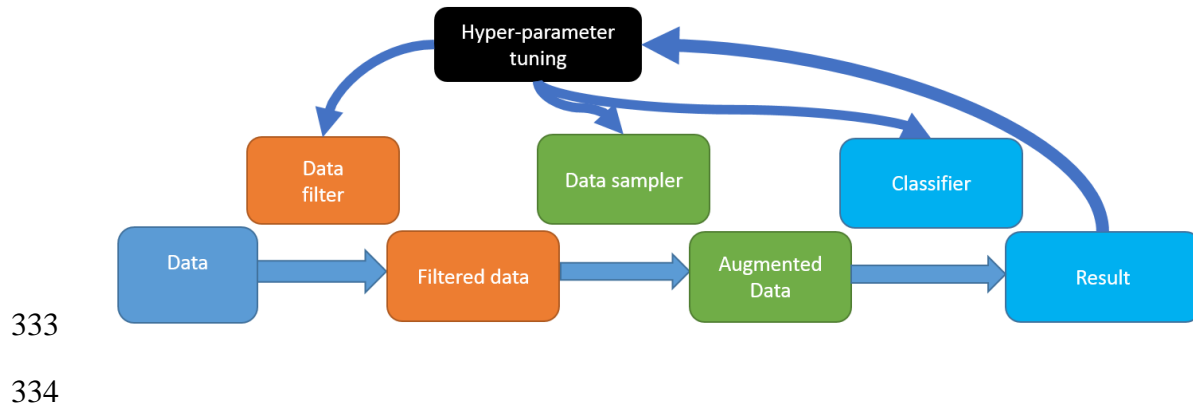 Hyper-parameter
tuning
Data
filter
Data sampler
Classifier
Data
Filtered data
Augmented
Data
Result
333
334